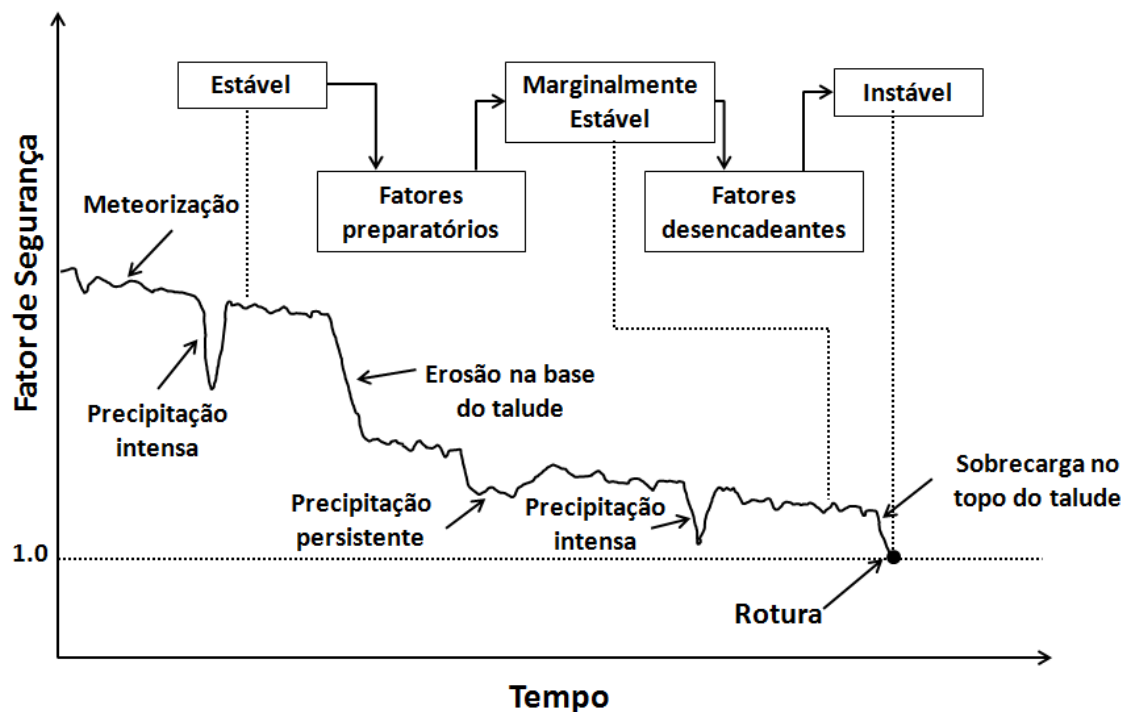 Estável
Marginalmente
Estável
Instável
Fatores
preparatórios
Fatores
desencadeantes
Meteorização
Fator de Segurança
Precipitação
intensa
Erosão na base
do talude
Precipitação
persistente
Precipitação
intensa
Sobrecarga no
topo do talude
1.0
Rotura
Tempo